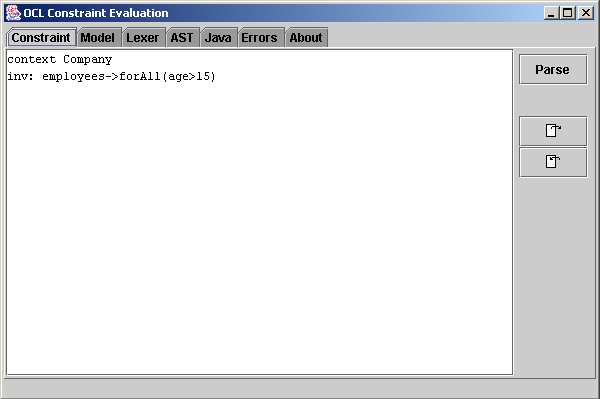 OCL Constraint Evaluation
Constraint Model Lexer AST Java Errors About
context Company
inv: employees->forAll(age>15)
Parse